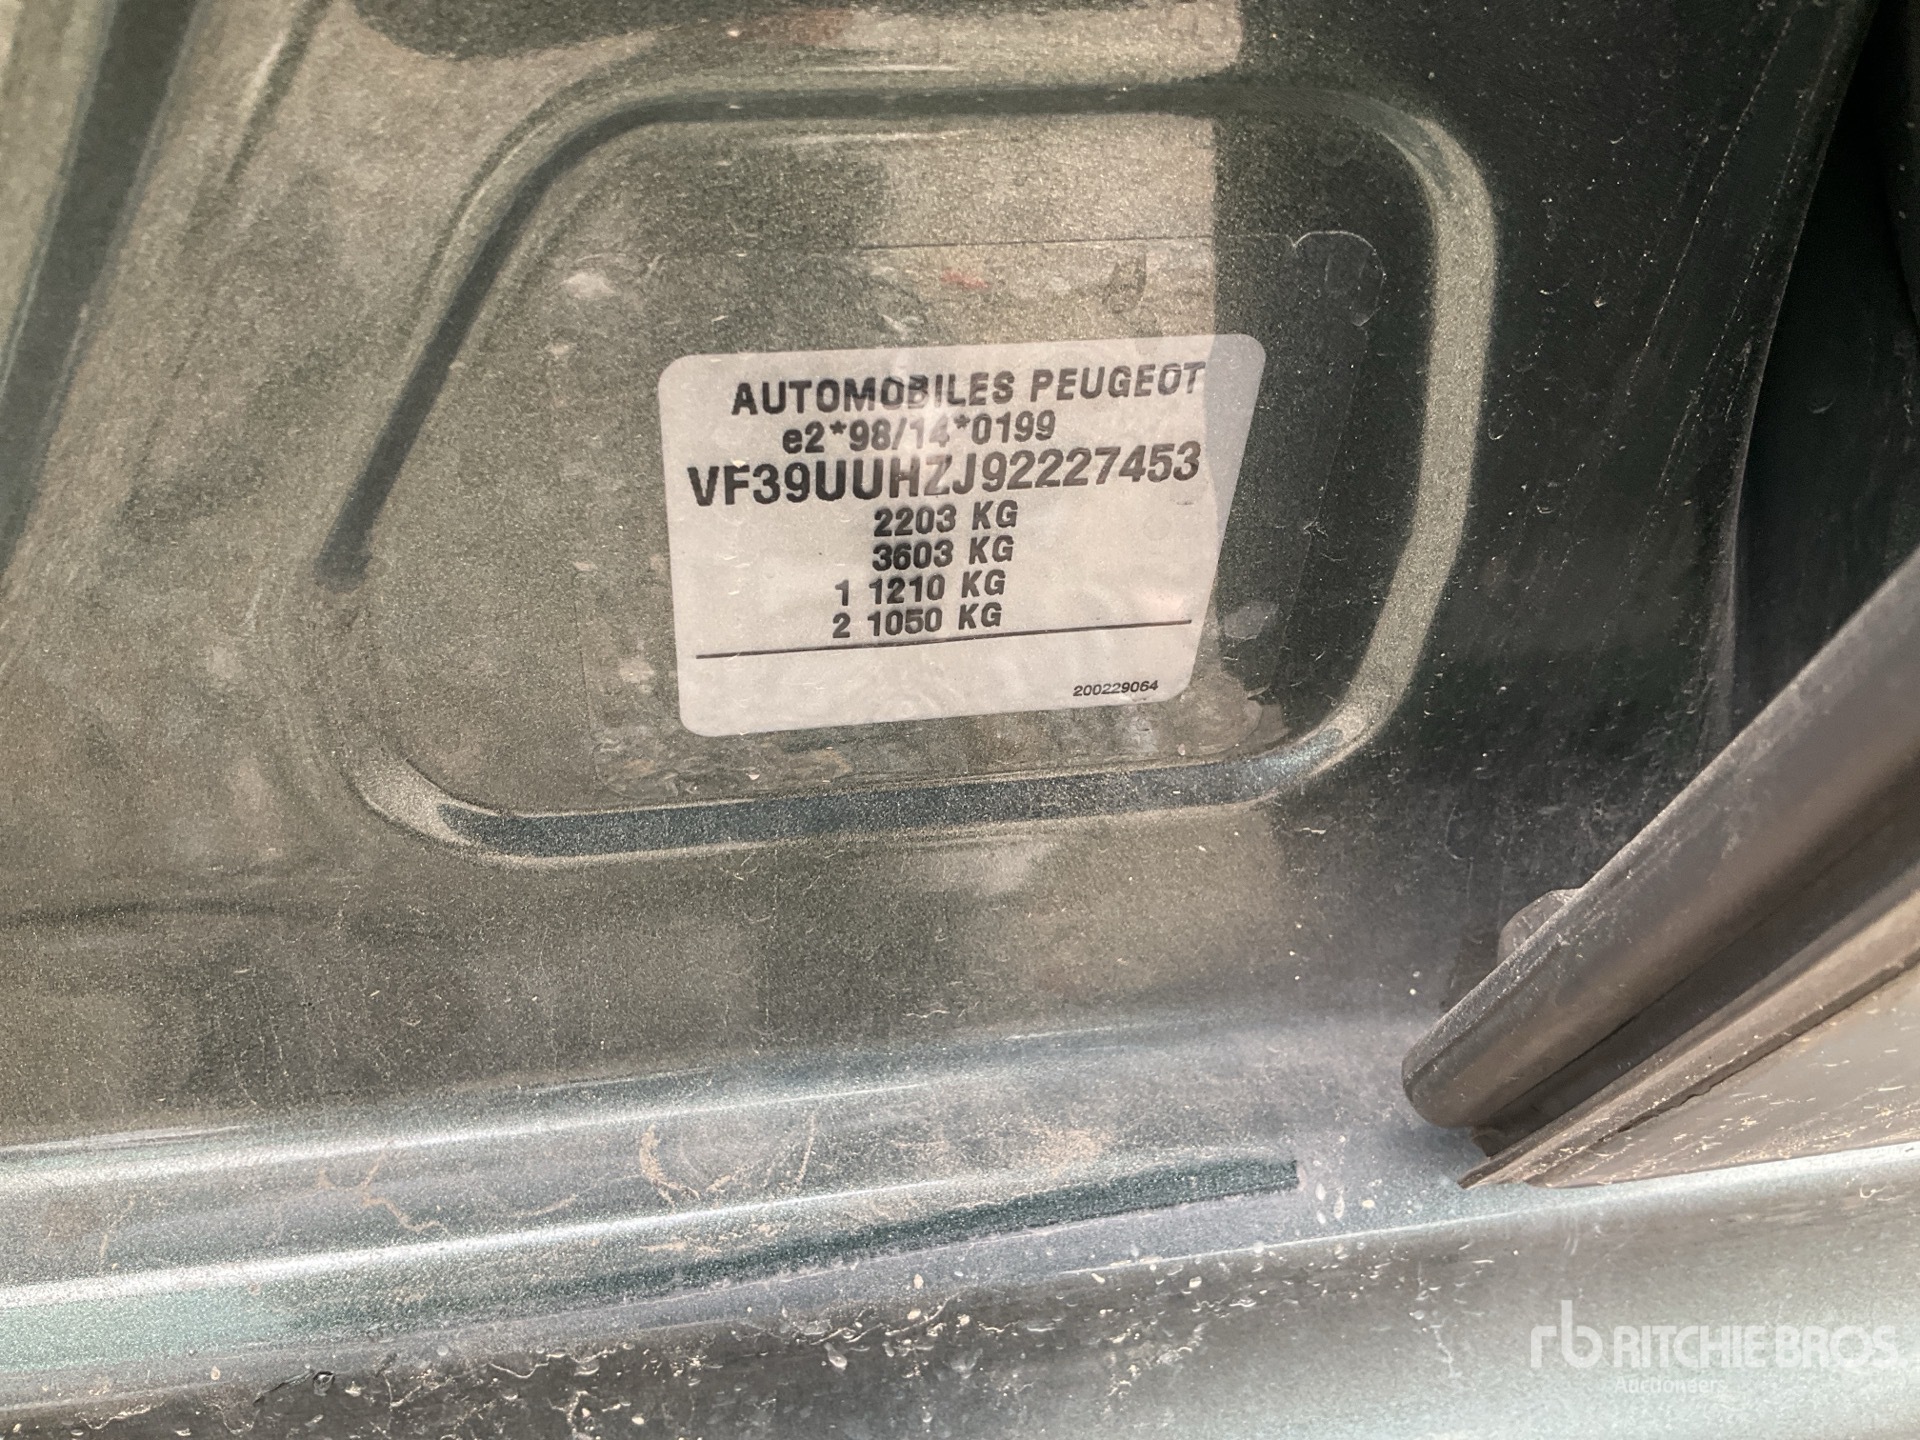 AUTOMOBILES PEUGEOT
e2*98/14*0199
VF39UUHZJ92227453
2203 KG
3603 KG
1 1210 KG
2 1050 KG
200229064
rb RITCHIE BROS.
Auctioneers